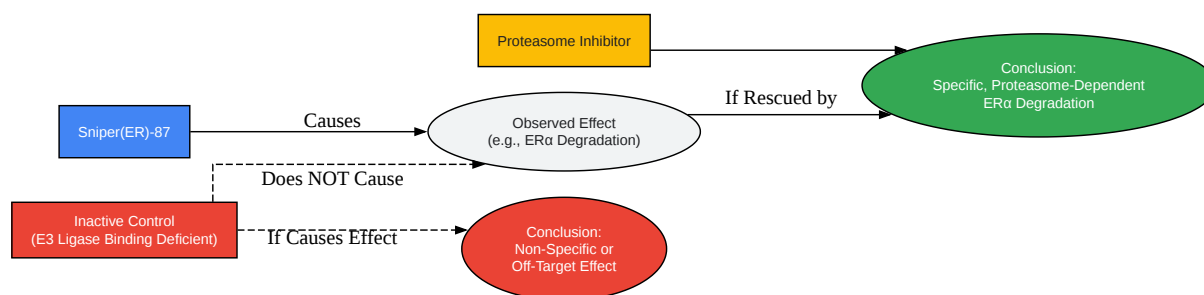 Proteasome Inhibitor
Conclusion:
Specific, Proteasome-Dependent
ERα Degradation
If Rescued by
Sniper(ER)-87
Causes
Observed Effect
(e.g., ERα Degradation)
Does NOT Cause
Inactive Control
(E3 Ligase Binding Deficient)
If Causes Effect
Conclusion:
Non-Specific or
Off-Target Effect